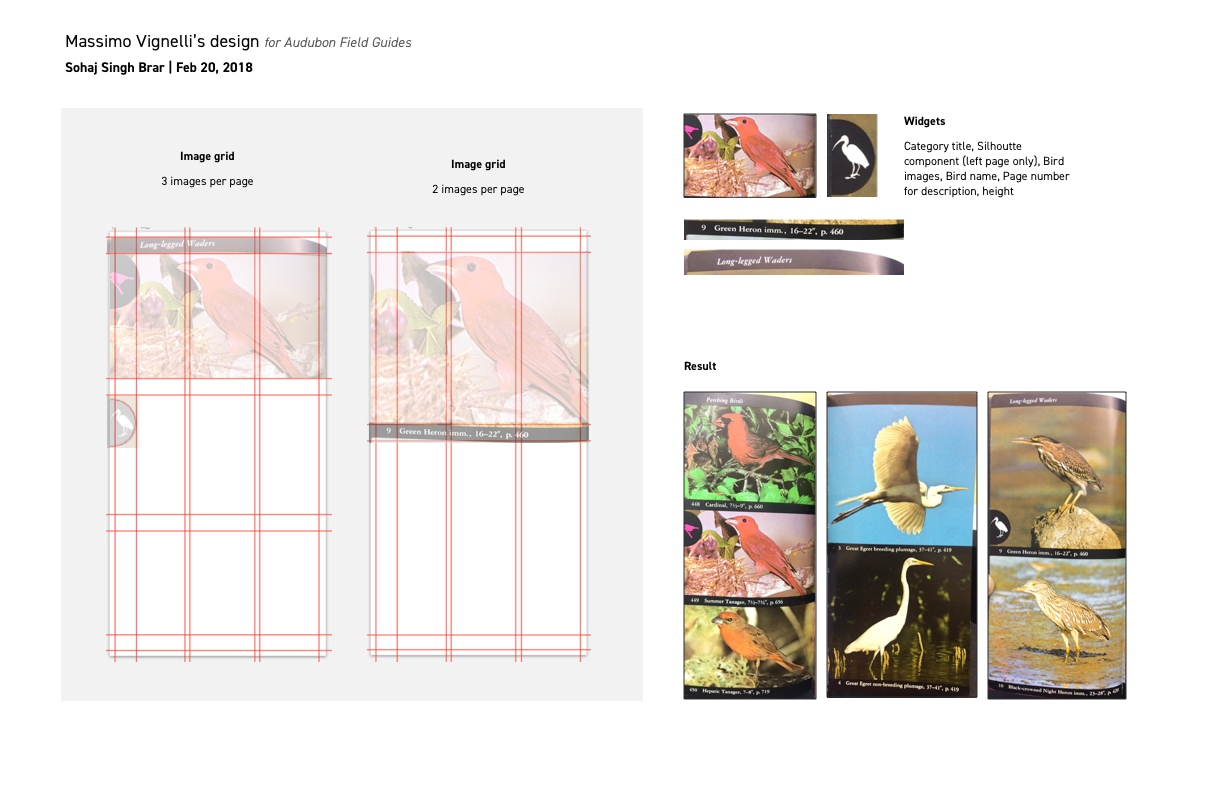 Massimo Vignelli's design for Audubon Field Guides
Sohaj Singh Brar | Feb 20, 2018
Image grid
3 images per page
Image grid
2 images per page
Long-legged Waders
9 Green Heron imm., 16–22", p. 460
Widgets
Category title, Silhoutte
component (left page only), Bird
images, Bird name, Page number
for description, height
9 Green Heron imm., 16–22", p. 460
Long-legged Waders
Result
Perching Birds
448 Cardinal, 7½–9", p. 660
449 Summer Tanager, 7½–7¾", p. 656
450 Hepatic Tanager, 7–8", p. 719
3 Great Egret breeding plumage, 37–41", p. 419
4 Great Egret non-breeding plumage, 37–41", p. 419
Long-legged Waders
9 Green Heron imm., 16–22", p. 460
10 Black-crowned Night Heron imm., 23–28", p.